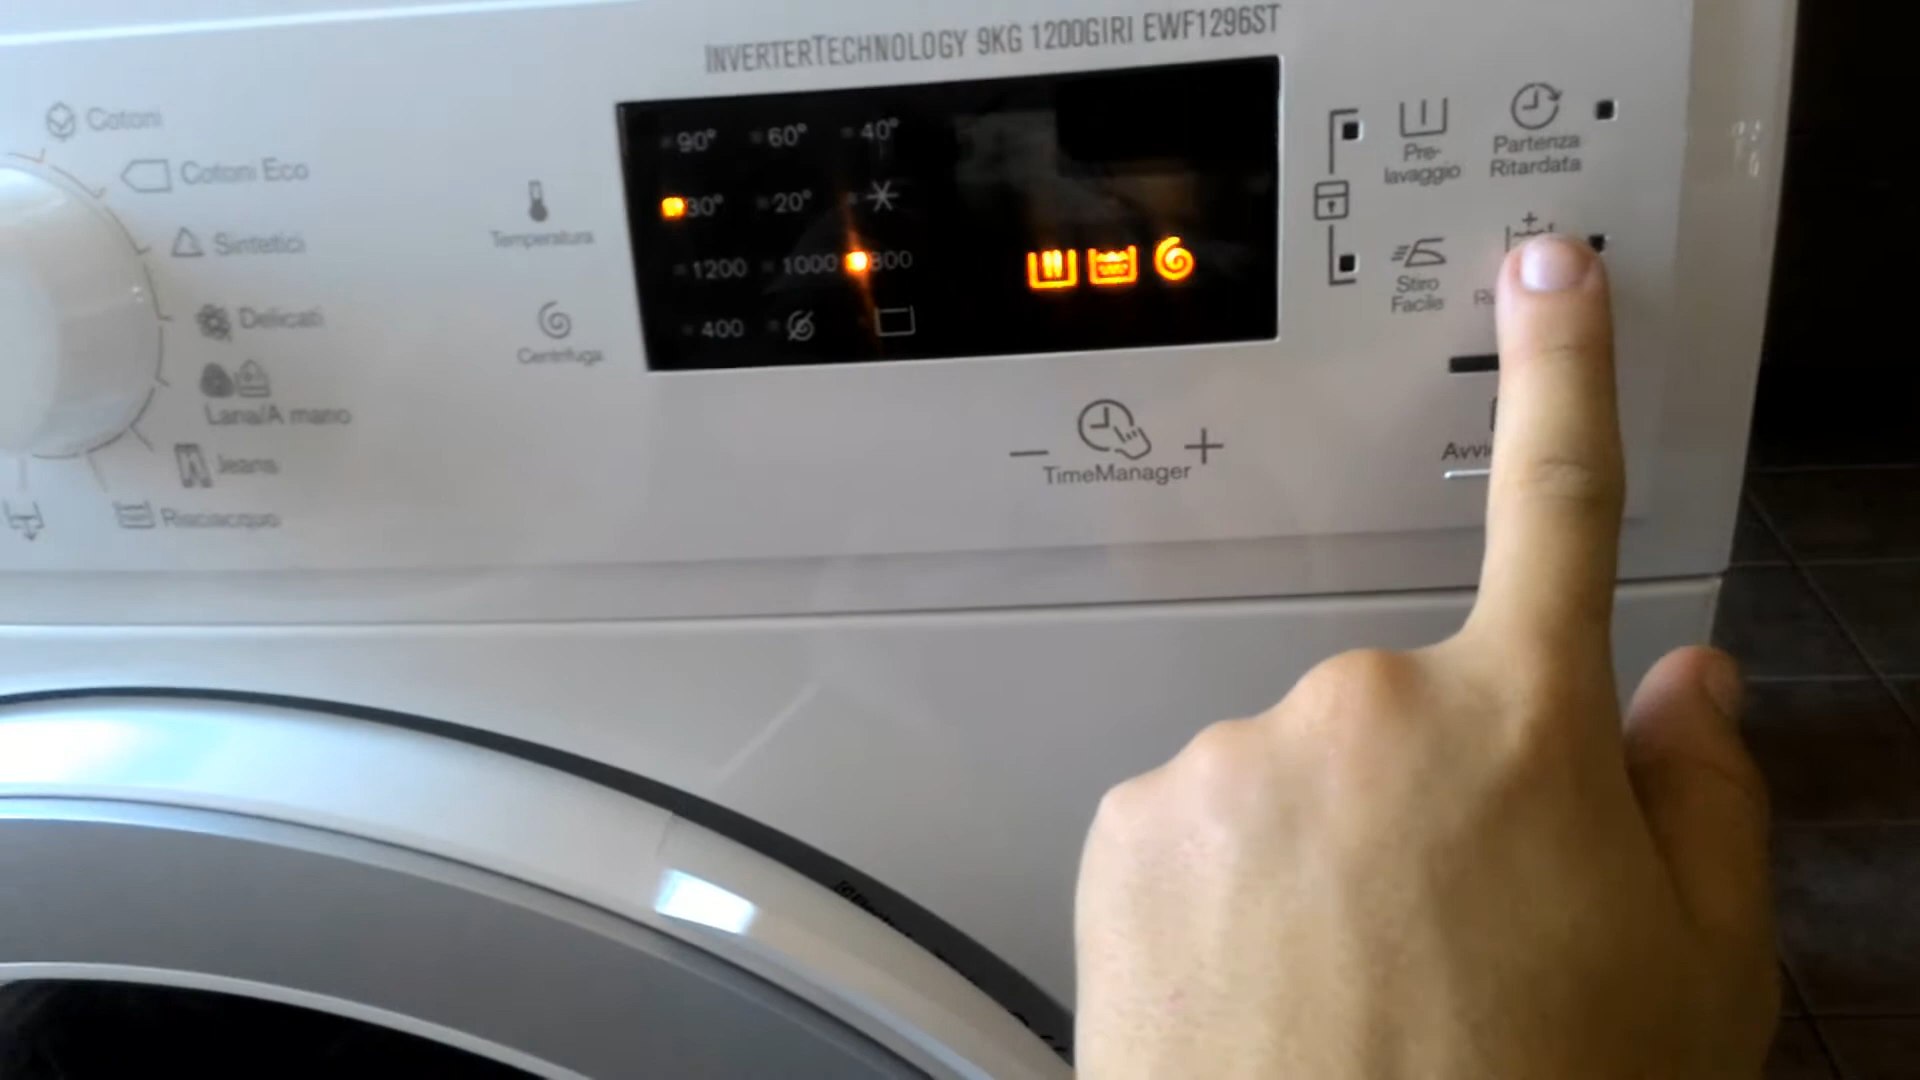 INVERTERTECHNOLOGY 9KG 1200GIRI EWF1296ST
Cotoni
Cotoni Eco
Sintetici
Delicati
Lana/A mano
Jeans
Risciacquo
Temperatura
Centrifuga
90° 60° 40°
30° 20°
1200 1000 800
400
TimeManager
Pre-
lavaggio
Partenza
Ritardata
Stiro
Facile